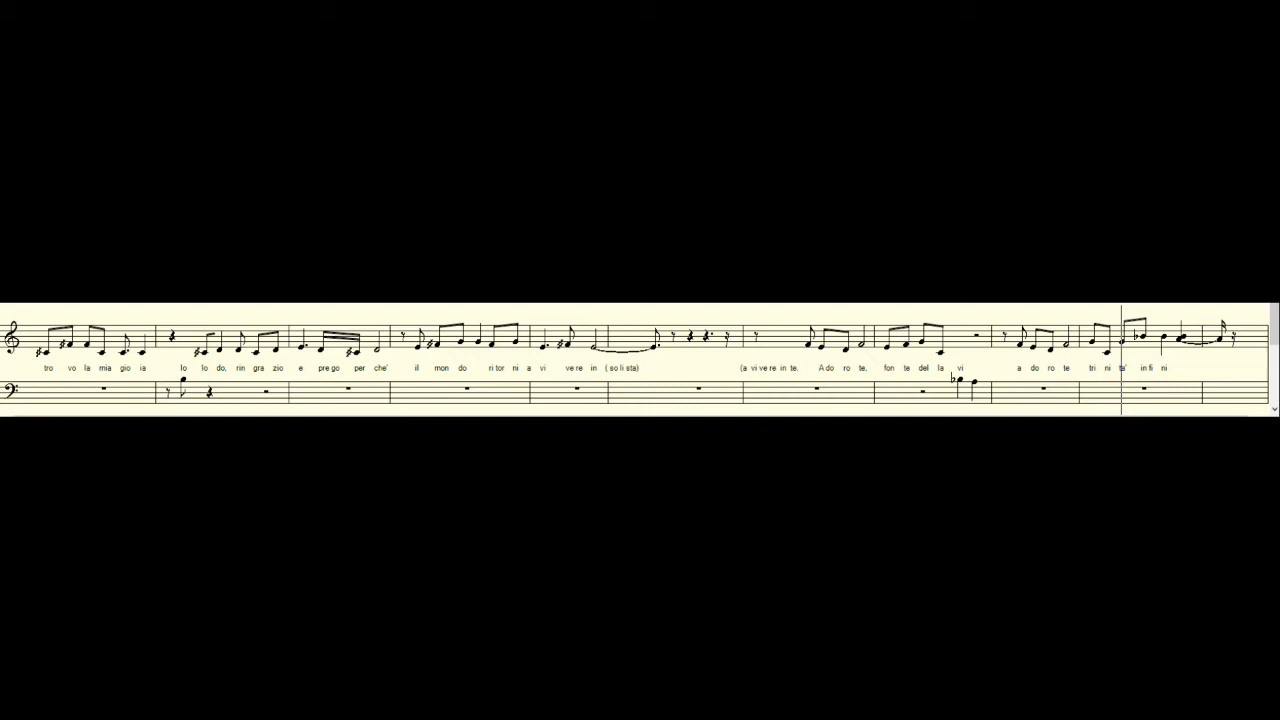 tro vo la mia gio ia lo lo do, rin gra zio e pre go per che' il mon do ri tor ni a vi ve re in ( so li sta) (a vi ve re in te. A do ro te. fon te del la vi a do ro te tri ni ta' in fi ni